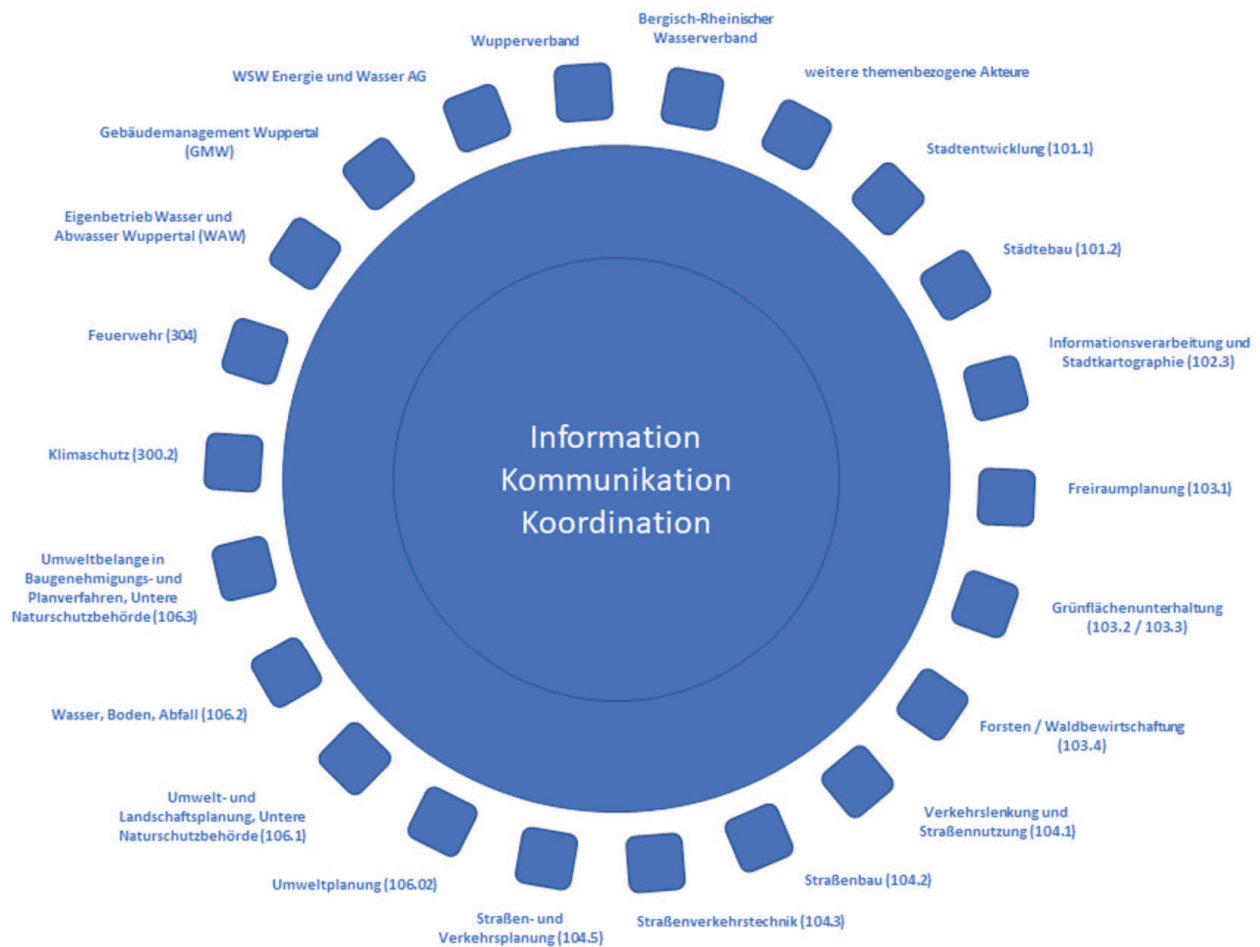 Bergisch-Rheinischer
Wasserverband
weitere themenbezogene Akteure
Stadtentwicklung (101.1)
Städtebau (101.2)
Informationsverarbeitung und
Stadtkartographie (102.3)
Freiraumplanung (103.1)
Grünflächenunterhaltung
(103.2 / 103.3)
Forsten / Waldbewirtschaftung
(103.4)
Verkehrslenkung und
Straßennutzung (104.1)
Straßenbau (104.2)
Straßenverkehrstechnik (104.3)
Straßen- und
Verkehrsplanung (104.5)
Umweltplanung (106.02)
Umwelt- und
Landschaftsplanung, Untere
Naturschutzbehörde (106.1)
Wasser, Boden, Abfall (106.2)
Umweltbelange in
Baugenehmigungs- und
Planverfahren, Untere
Naturschutzbehörde (106.3)
Klimaschutz (300.2)
Feuerwehr (304)
Eigenbetrieb Wasser und
Abwasser Wuppertal (WAW)
Gebäudemanagement Wuppertal
(GMW)
WSW Energie und Wasser AG
Wupperverband
Information
Kommunikation
Koordination